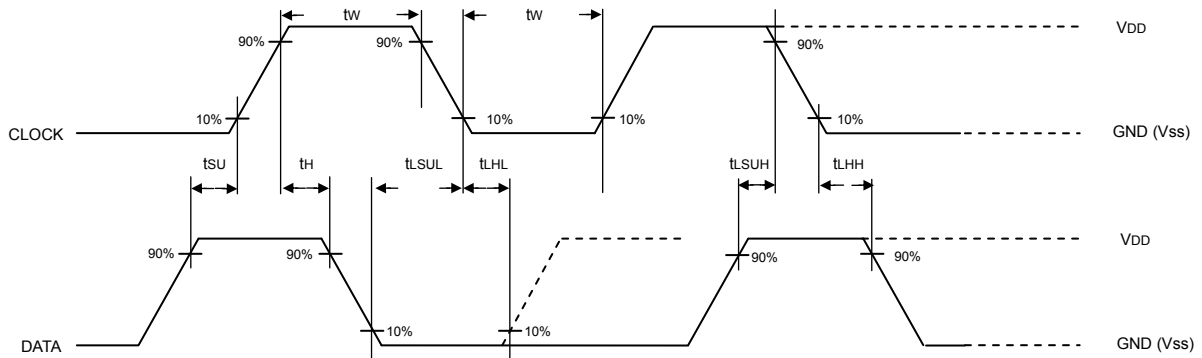 tW
tW
VDD
90%
90%
90%
10%
10%
10%
10%
CLOCK
GND (Vss)
tSU
tH
tLSUL
tLHL
tLSUH
tLHH
VDD
90%
90%
90%
90%
10%
10%
DATA
GND (Vss)